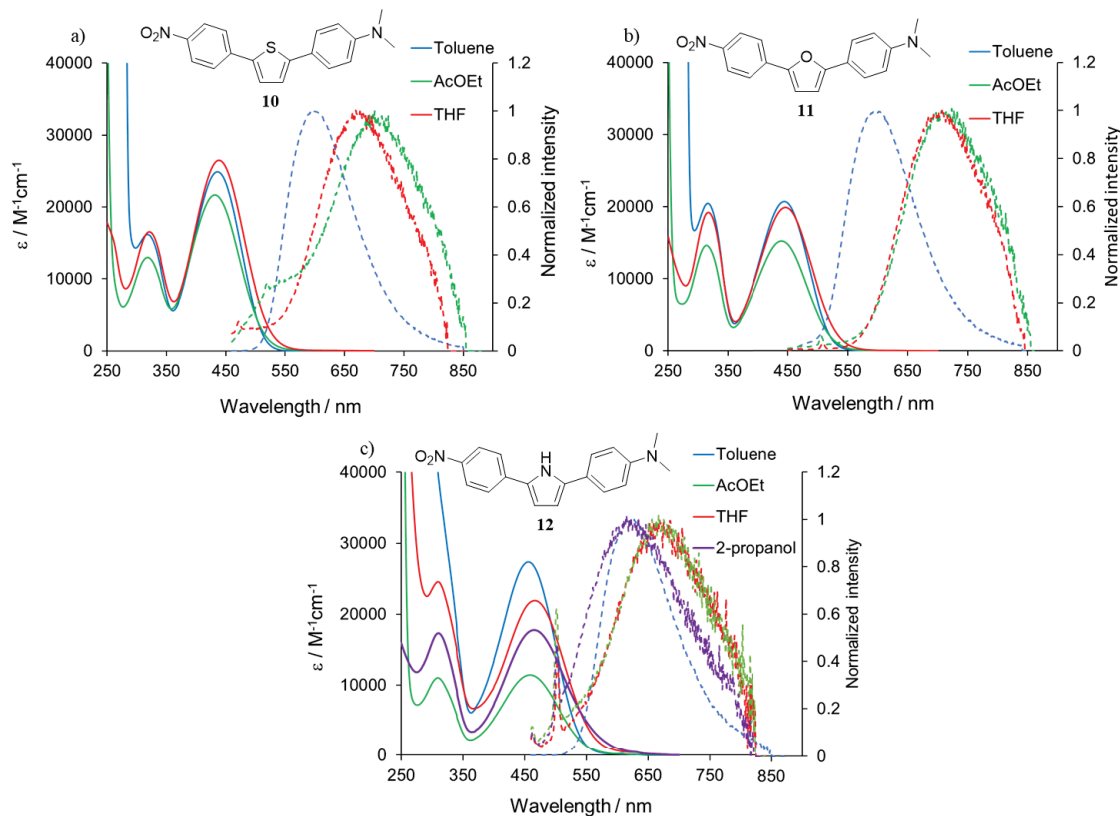 a)
O₂N
S
N
10
Toluene
AcOEt
THF
40000
30000
20000
10000
0
ε / M⁻¹cm⁻¹
1.2
1
0.8
0.6
0.4
0.2
0
Normalized intensity
250 350 450 550 650 750 850
Wavelength / nm
b)
O₂N
O
N
11
Toluene
AcOEt
THF
40000
30000
20000
10000
0
ε / M⁻¹cm⁻¹
1.2
1
0.8
0.6
0.4
0.2
0
Normalized intensity
250 350 450 550 650 750 850
Wavelength / nm
c)
O₂N
H
N
N
12
Toluene
AcOEt
THF
2-propanol
40000
30000
20000
10000
0
ε / M⁻¹cm⁻¹
1.2
1
0.8
0.6
0.4
0.2
0
Normalized intensity
250 350 450 550 650 750 850
Wavelength / nm